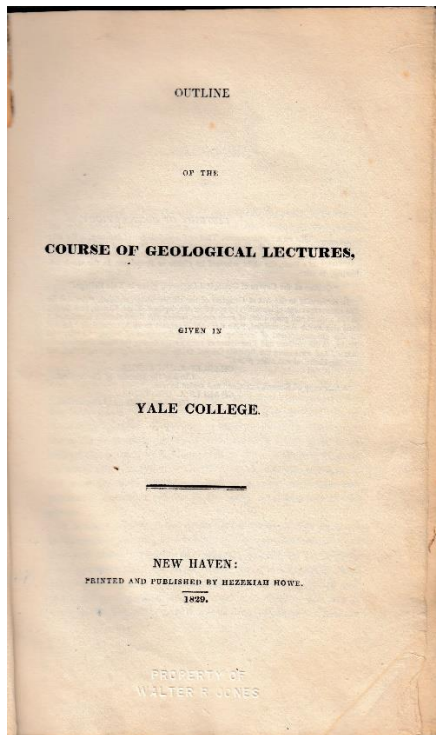 OUTLINE
OF THE
COURSE OF GEOLOGICAL LECTURES,
GIVEN IN
YALE COLLEGE.
NEW HAVEN:
PRINTED AND PUBLISHED BY HEZEKIAH HOWE.
1829.
PROPERTY OF
WALTER R JONES